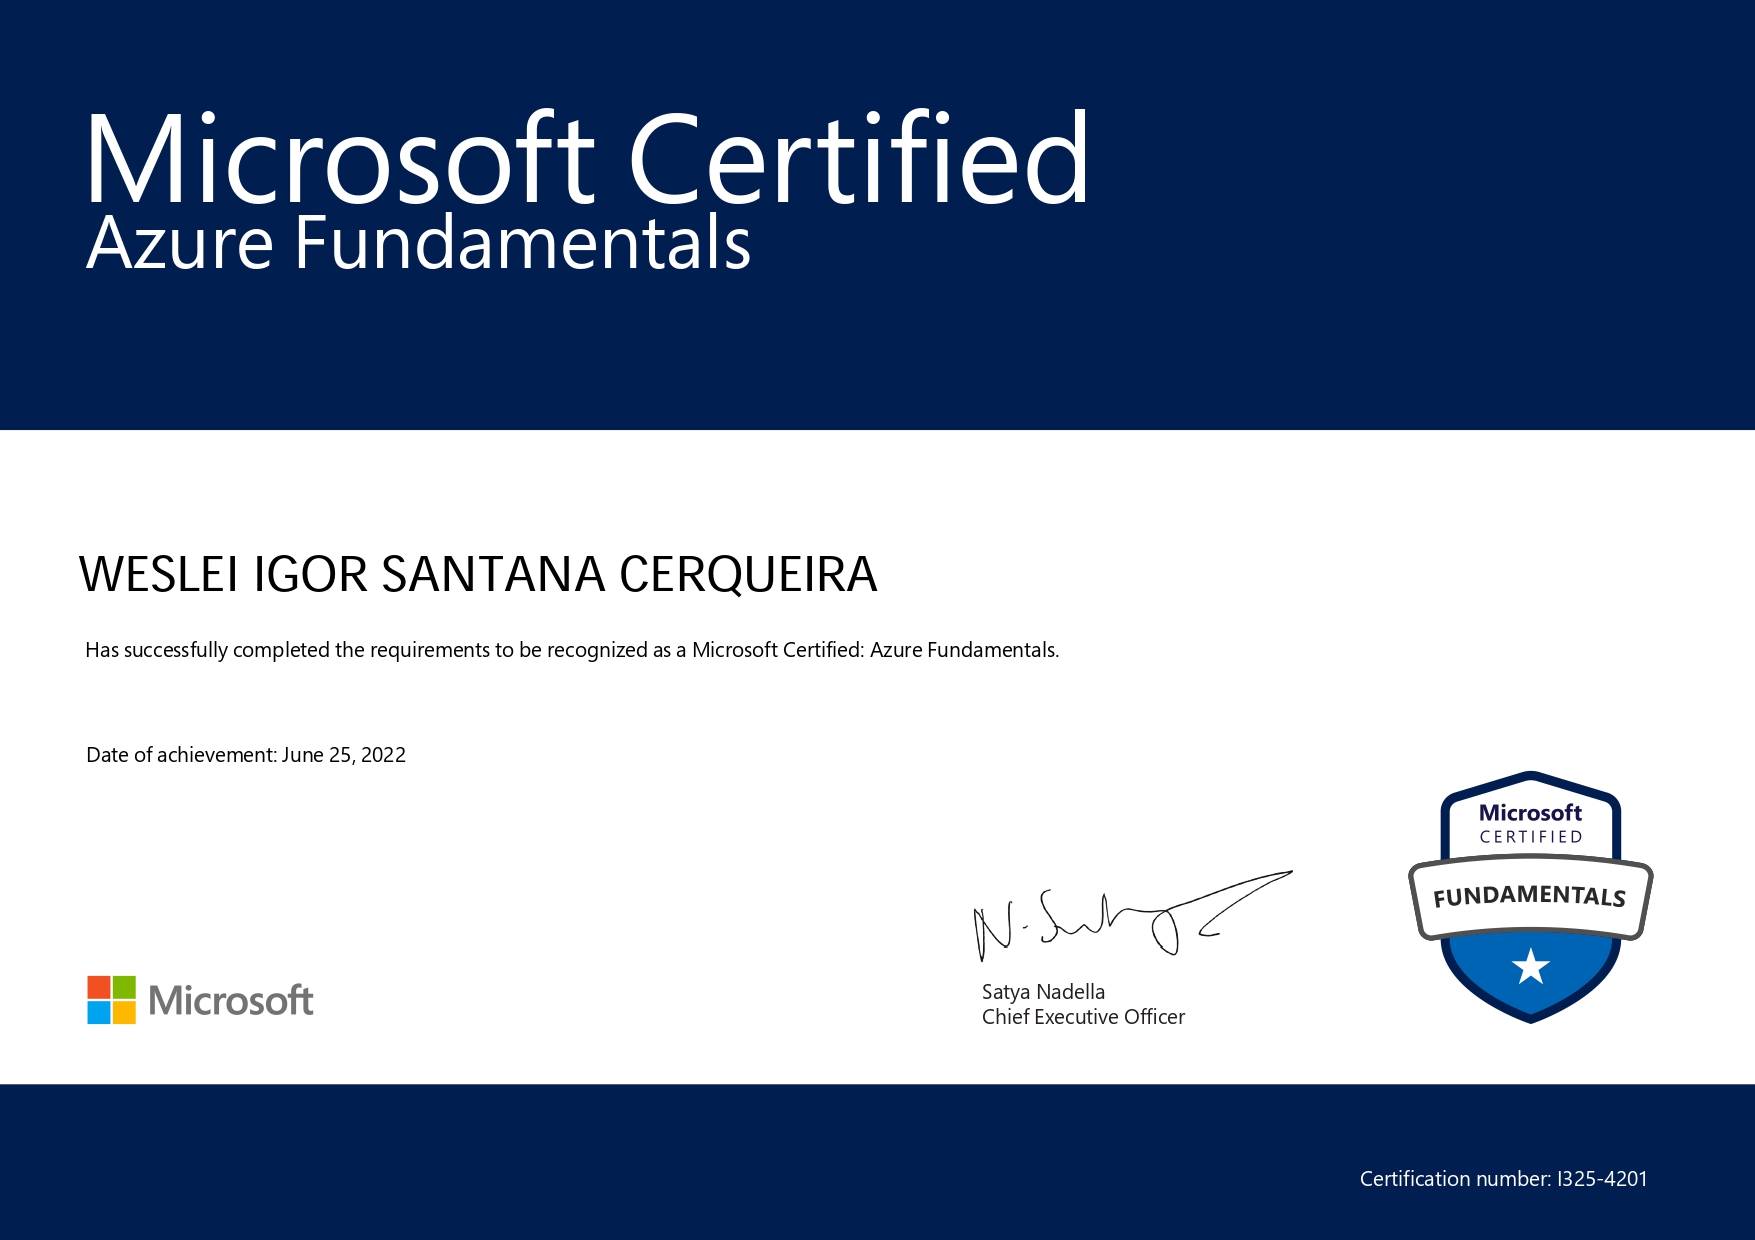 Microsoft Certified
Azure Fundamentals
WESLEI IGOR SANTANA CERQUEIRA
Has successfully completed the requirements to be recognized as a Microsoft Certified: Azure Fundamentals.
Date of achievement: June 25, 2022
Microsoft
CERTIFIED
FUNDAMENTALS
Microsoft
Satya Nadella
Chief Executive Officer
Certification number: I325-4201